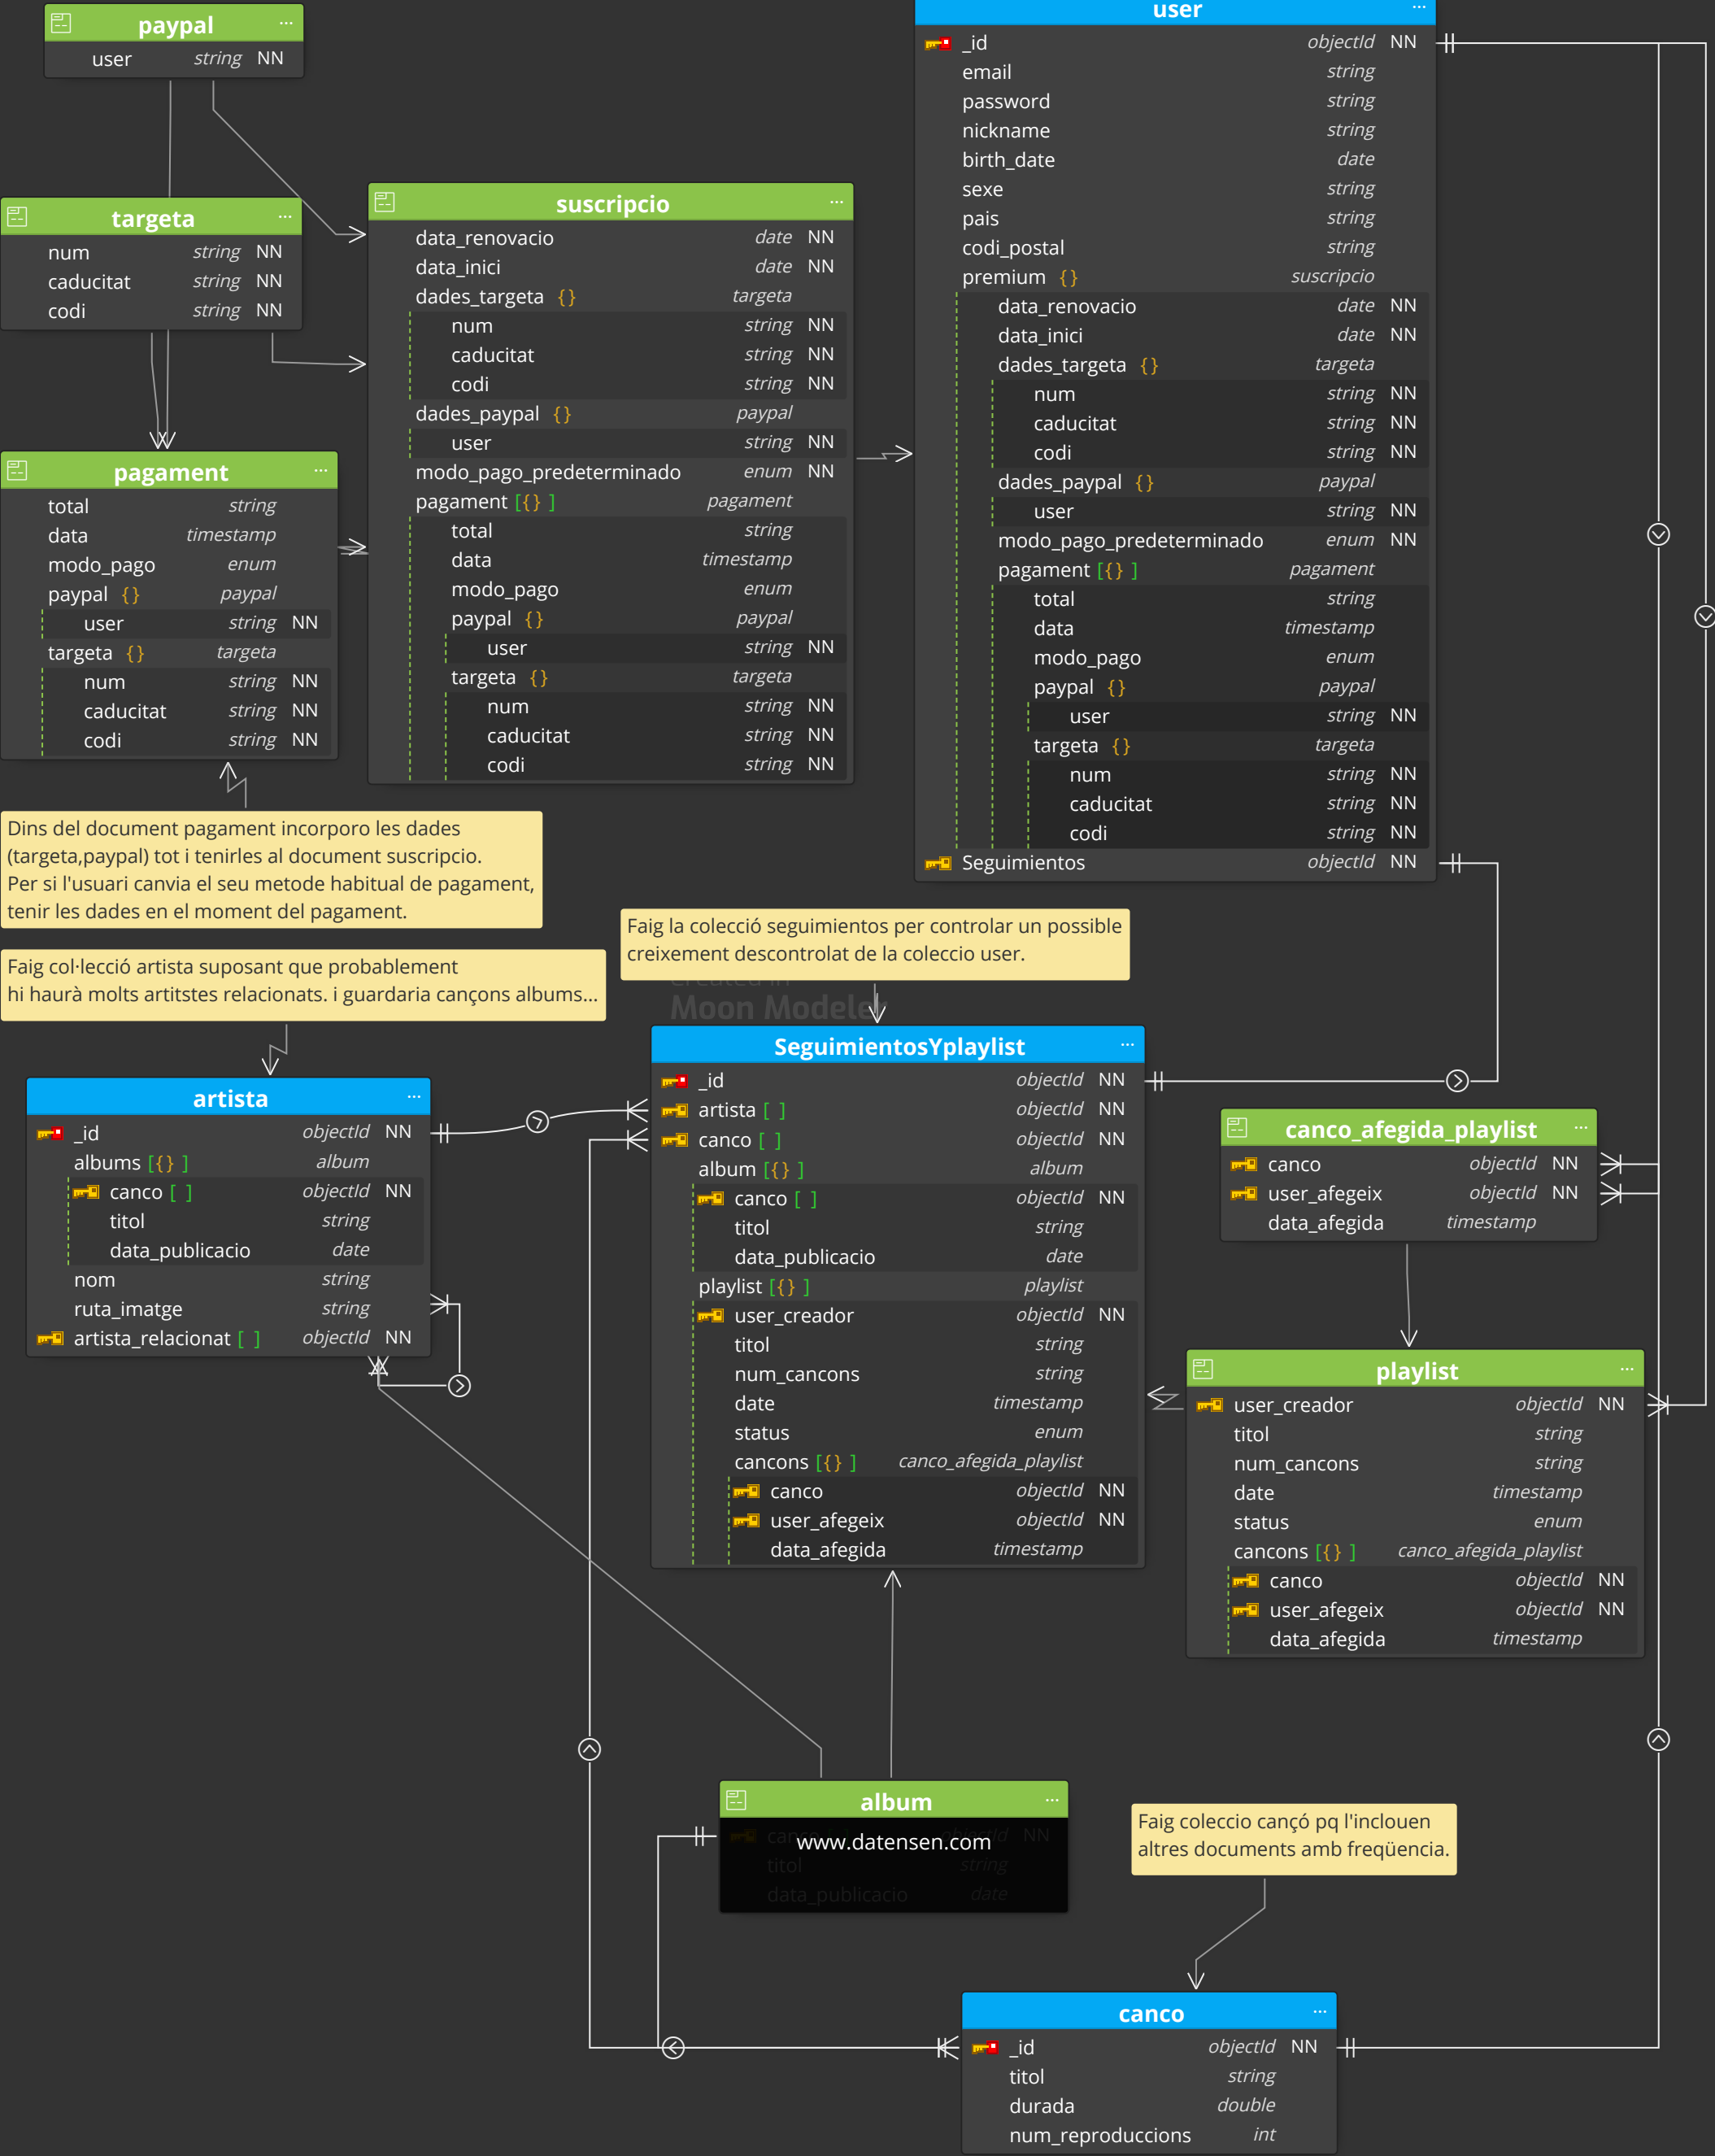 paypal
user string NN
targeta
num string NN
caducitat string NN
codi string NN
pagament
total string
data timestamp
modo_pago enum
paypal {} paypal
user string NN
targeta {} targeta
num string NN
caducitat string NN
codi string NN
suscripcio
data_renovacio date NN
data_inici date NN
dades_targeta {} targeta
num string NN
caducitat string NN
codi string NN
dades_paypal {} paypal
user string NN
modo_pago_predeterminado enum NN
pagament [{} ] pagament
total string
data timestamp
modo_pago enum
paypal {} paypal
user string NN
targeta {} targeta
num string NN
caducitat string NN
codi string NN
user
_id objectId NN
email string
password string
nickname string
birth_date date
sexe string
pais string
codi_postal string
premium {} suscripcio
data_renovacio date NN
data_inici date NN
dades_targeta {} targeta
num string NN
caducitat string NN
codi string NN
dades_paypal {} paypal
user string NN
modo_pago_predeterminado enum NN
pagament [{} ] pagament
total string
data timestamp
modo_pago enum
paypal {} paypal
user string NN
targeta {} targeta
num string NN
caducitat string NN
codi string NN
Seguimientos objectId NN
Dins del document pagament incorporo les dades
(targeta,paypal) tot i tenirles al document suscripcio.
Per si l'usuari canvia el seu metode habitual de pagament,
tenir les dades en el moment del pagament.
Faig col·lecció artista suposant que probablement
hi haurà molts artitstes relacionats. i guardaria cançons albums...
Faig la colecció seguimientos per controlar un possible
creixement descontrolat de la coleccio user.
Created in
Moon Modeler
artista
_id objectId NN
albums [{} ] album
canco [ ] objectId NN
titol string
data_publicacio date
nom string
ruta_imatge string
artista_relacionat [ ] objectId NN
SeguimientosYplaylist
_id objectId NN
artista [ ] objectId NN
canco [ ] objectId NN
album [{} ] album
canco [ ] objectId NN
titol string
data_publicacio date
playlist [{} ] playlist
user_creador objectId NN
titol string
num_cancons string
date timestamp
status enum
cancons [{} ] canco_afegida_playlist
canco objectId NN
user_afegeix objectId NN
data_afegida timestamp
canco_afegida_playlist
canco objectId NN
user_afegeix objectId NN
data_afegida timestamp
playlist
user_creador objectId NN
titol string
num_cancons string
date timestamp
status enum
cancons [{} ] canco_afegida_playlist
canco objectId NN
user_afegeix objectId NN
data_afegida timestamp
album
canco [ ] objectId NN
www.datensen.com
titol string
data_publicacio date
Faig coleccio cançó pq l'inclouen
altres documents amb freqüencia.
canco
_id objectId NN
titol string
durada double
num_reproduccions int